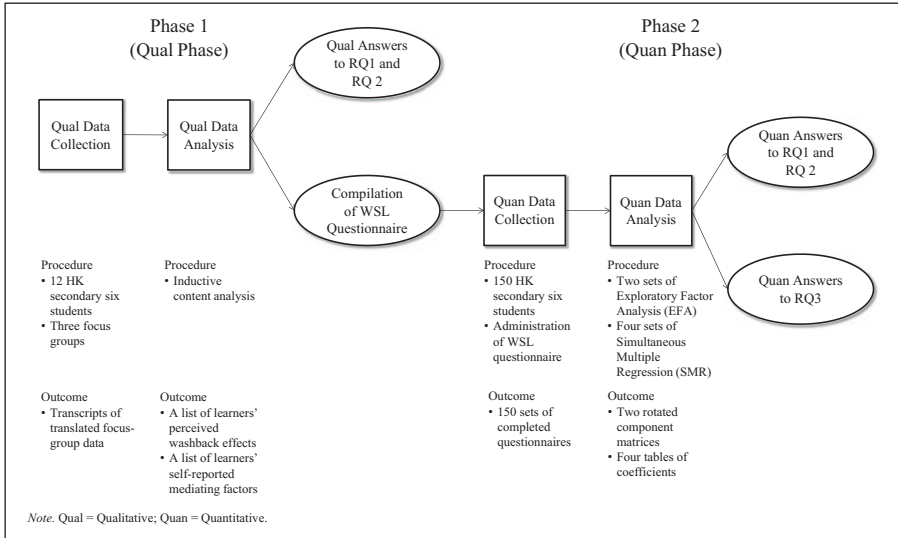 Phase 1
(Qual Phase)
Phase 2
(Quan Phase)
Qual Answers
to RQ1 and
RQ 2
Qual Data
Collection
Qual Data
Analysis
Compilation
of WSL
Questionnaire
Quan Data
Collection
Quan Data
Analysis
Quan Answers
to RQ1 and
RQ 2
Quan Answers
to RQ3
Procedure
• 12 HK
secondary six
students
• Three focus
groups
Procedure
• Inductive
content analysis
Procedure
• 150 HK
secondary six
students
• Administration
of WSL
questionnaire
Procedure
• Two sets of
Exploratory Factor
Analysis (EFA)
• Four sets of
Simultaneous
Multiple
Regression (SMR)
Outcome
• Transcripts of
translated focus-
group data
Outcome
• A list of learners'
perceived
washback effects
• A list of learners'
self-reported
mediating factors
Outcome
• 150 sets of
completed
questionnaires
Outcome
• Two rotated
component
matrices
• Four tables of
coefficients
Note. Qual = Qualitative; Quan = Quantitative.